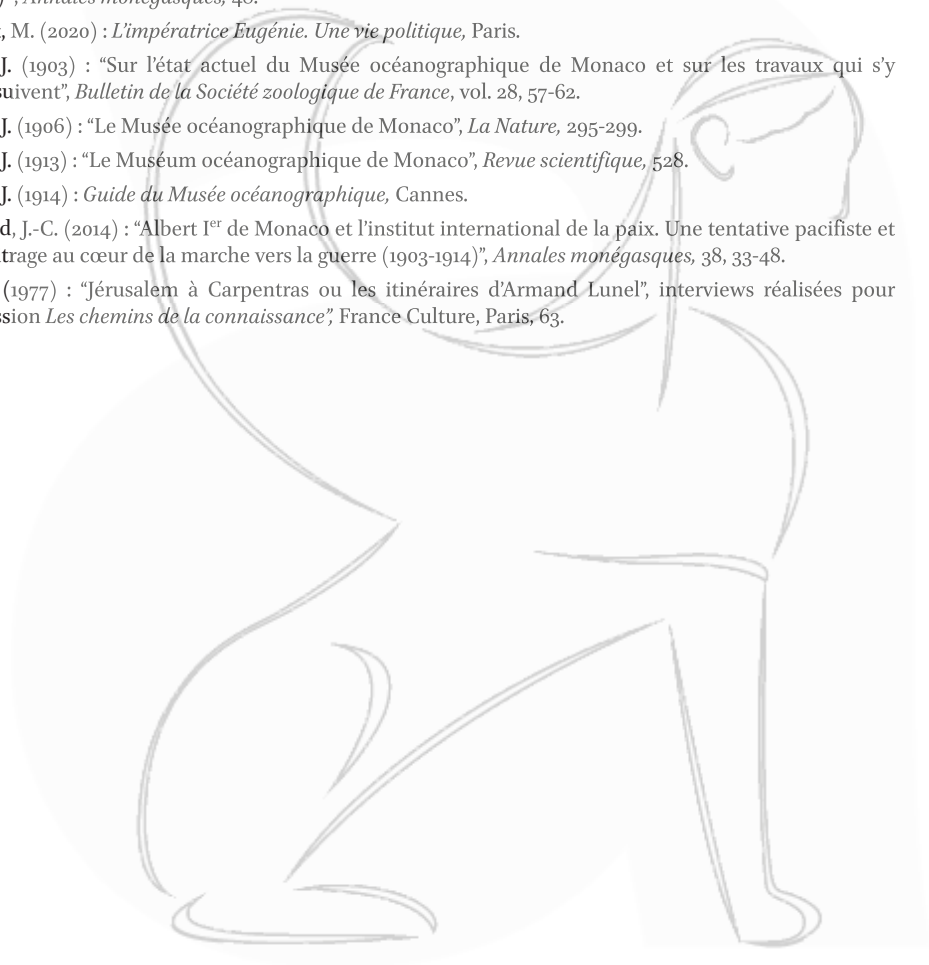 Annales monégasques, 48.
, M. (2020) : L’impératrice Eugénie. Une vie politique, Paris.
J. (1903) : “Sur l’état actuel du Musée océanographique de Monaco et sur les travaux qui s’y
suivent”, Bulletin de la Société zoologique de France, vol. 28, 57-62.
J. (1906) : “Le Musée océanographique de Monaco”, La Nature, 295-299.
J. (1913) : “Le Muséum océanographique de Monaco”, Revue scientifique, 528.
J. (1914) : Guide du Musée océanographique, Cannes.
d, J.-C. (2014) : “Albert Ier de Monaco et l’institut international de la paix. Une tentative pacifiste et
trage au cœur de la marche vers la guerre (1903-1914)”, Annales monégasques, 38, 33-48.
(1977) : “Jérusalem à Carpentras ou les itinéraires d’Armand Lunel”, interviews réalisées pour
ssion Les chemins de la connaissance”, France Culture, Paris, 63.